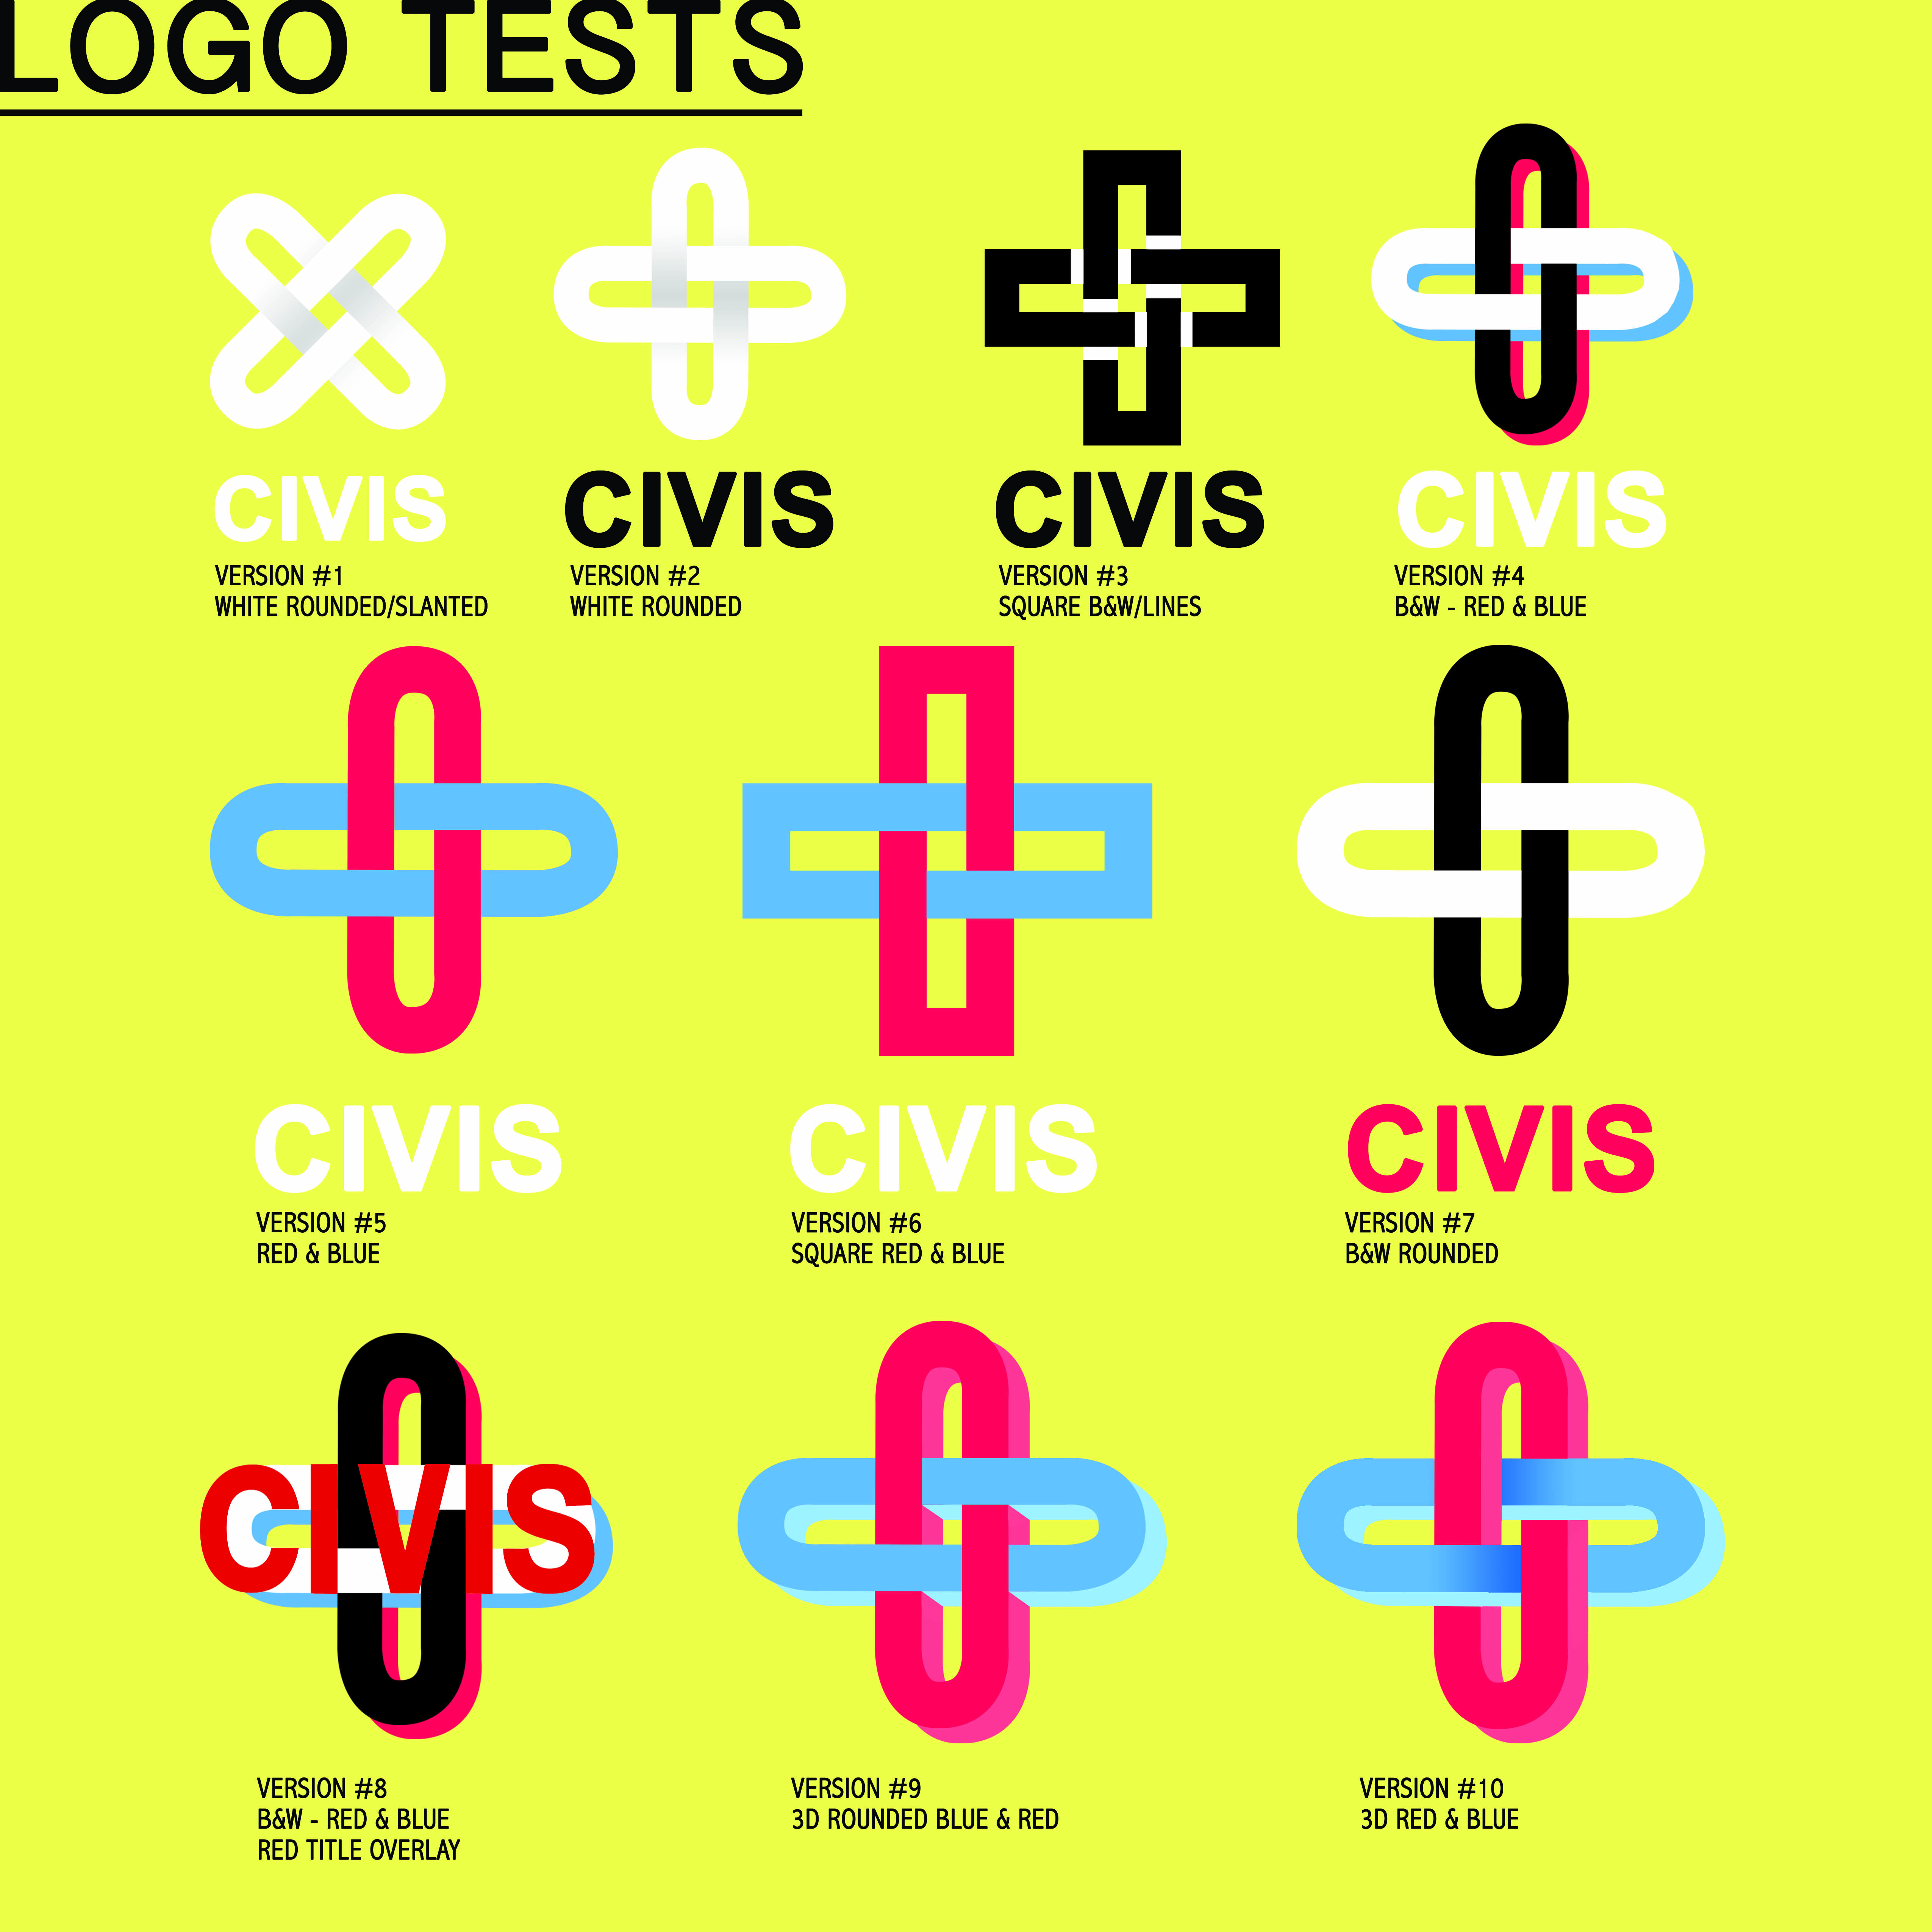 LOGO TESTS
CIVIS
VERSION #1
WHITE ROUNDED/SLANTED
CIVIS
VERSION #2
WHITE ROUNDED
CIVIS
VERSION #3
SQUARE B&W/LINES
CIVIS
VERSION #4
B&W - RED & BLUE
CIVIS
VERSION #5
RED & BLUE
CIVIS
VERSION #6
SQUARE RED & BLUE
CIVIS
VERSION #7
B&W ROUNDED
CIVIS
VERSION #8
B&W - RED & BLUE
RED TITLE OVERLAY
VERSION #9
3D ROUNDED BLUE & RED
VERSION #10
3D RED & BLUE